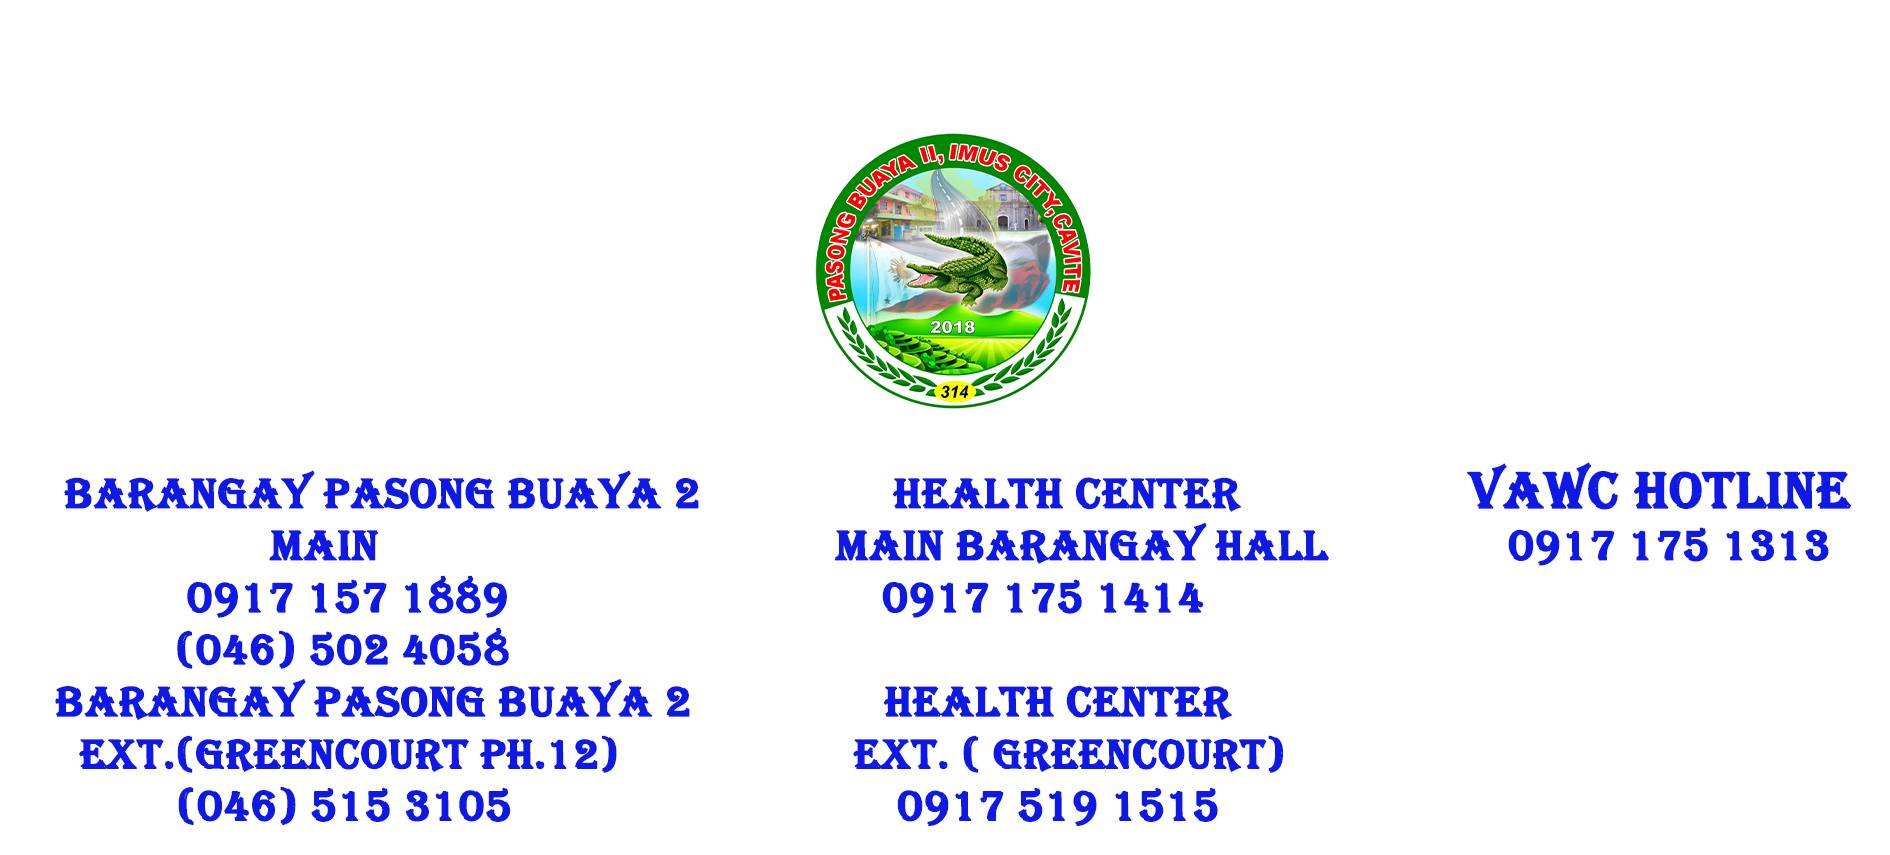 PASONG BUAYA II, IMUS CITY, CAVITE
2018
314
BARANGAY PASONG BUAYA 2
MAIN
0917 157 1889
(046) 502 4058
BARANGAY PASONG BUAYA 2
EXT.(GREENCOURT PH.12)
(046) 515 3105
HEALTH CENTER
MAIN BARANGAY HALL
0917 175 1414
HEALTH CENTER
EXT. ( GREENCOURT)
0917 519 1515
VAWC HOTLINE
0917 175 1313